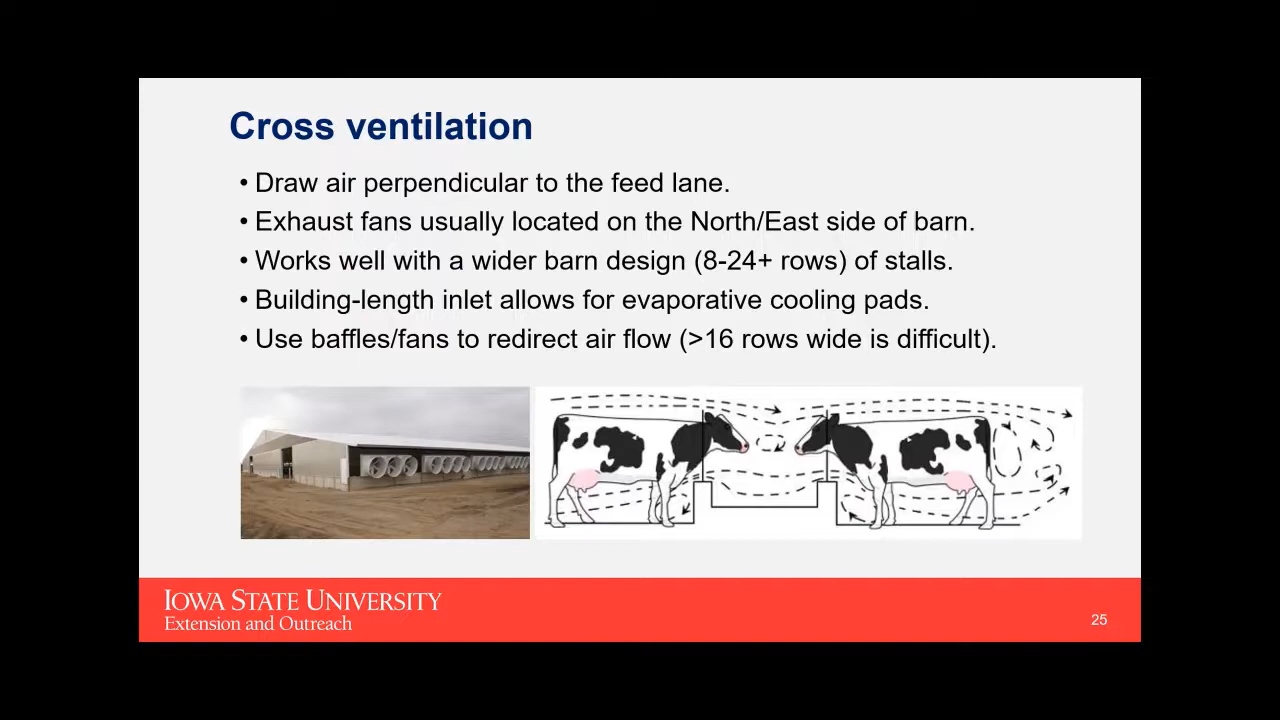 Cross ventilation
• Draw air perpendicular to the feed lane.
• Exhaust fans usually located on the North/East side of barn.
• Works well with a wider barn design (8-24+ rows) of stalls.
• Building-length inlet allows for evaporative cooling pads.
• Use baffles/fans to redirect air flow (>16 rows wide is difficult).
IOWA STATE UNIVERSITY
Extension and Outreach
25